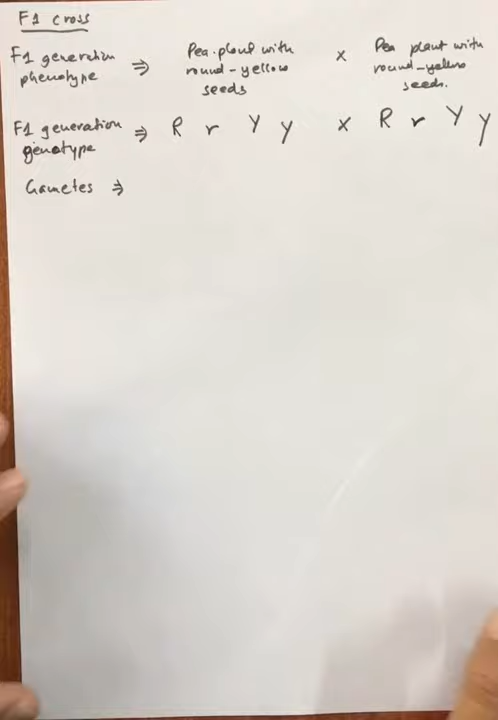 F1 cross
F1 generation phenotype ⇒ Pea plant with round-yellow seeds x Pea plant with round-yellow seeds.
F1 generation genotype ⇒ R r Y y x R r Y y
Gametes ⇒